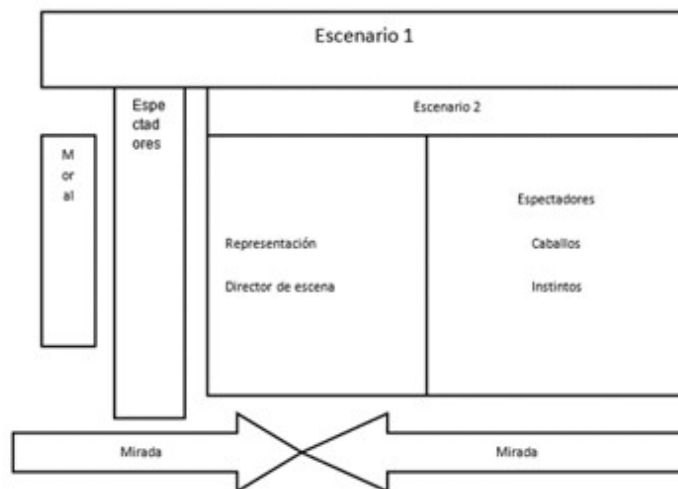 Escenario 1
Espe
ctad
ores
Escenario 2
M
or
al
Representación
Director de escena
Espectadores
Caballos
Instintos
Mirada
Mirada